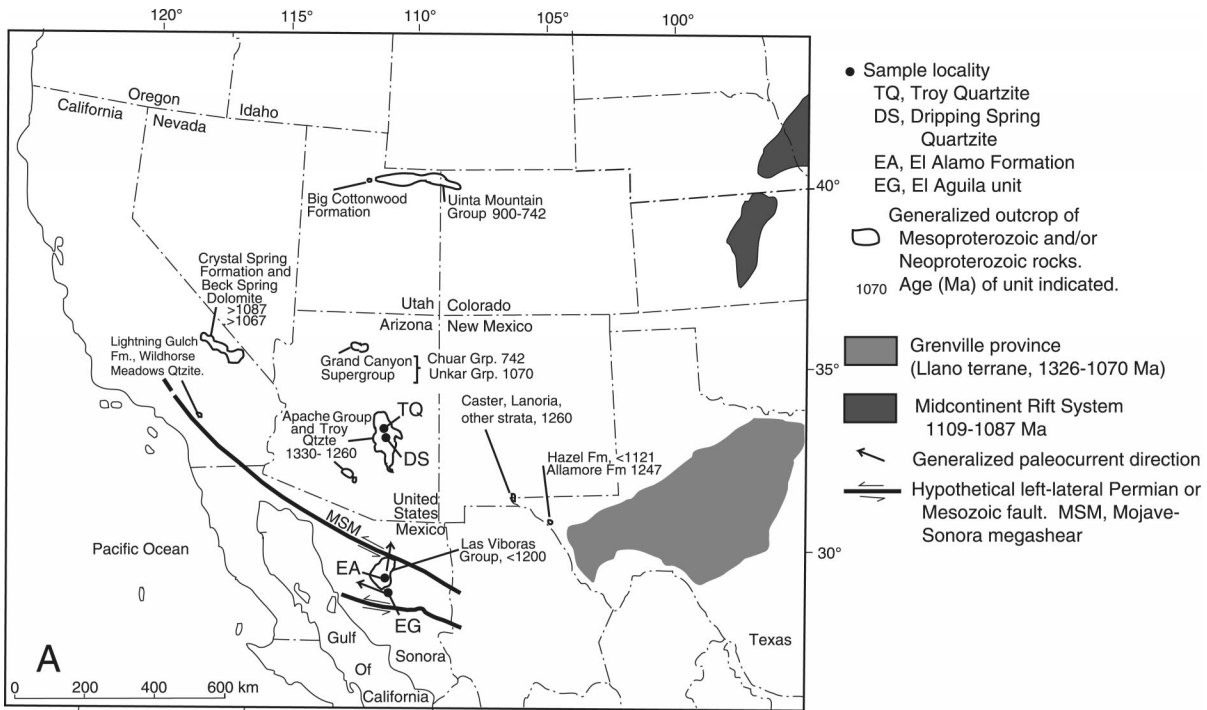 120°
115°
110°
105°
100°
Oregon
California
Nevada
Idaho
Big Cottonwood
Formation
Uinta Mountain
Group 900-742
40°
Crystal Spring
Formation and
Beck Spring
Dolomite
>1087
>1067
Utah
Colorado
Arizona
New Mexico
Lightning Gulch
Fm., Wildhorse
Meadows Qtzite.
Grand Canyon
Supergroup
Chuar Grp. 742
Unkar Grp. 1070
35°
Apache Group
and Troy
Qtzte
1330- 1260
TQ
DS
Caster, Lanoria,
other strata, 1260
Hazel Fm, <1121
Allamore Fm 1247
United
States
Mexico
MSM
Las Viboras
Group, <1200
30°
Pacific Ocean
EA
EG
Texas
Gulf
Of
California
Sonora
A
0
200
400
600 km
Sample locality
TQ, Troy Quartzite
DS, Dripping Spring
Quartzite
EA, El Alamo Formation
EG, El Aguila unit
Generalized outcrop of
Mesoproterozoic and/or
Neoproterozoic rocks.
1070 Age (Ma) of unit indicated.
Grenville province
(Llano terrane, 1326-1070 Ma)
Midcontinent Rift System
1109-1087 Ma
Generalized paleocurrent direction
Hypothetical left-lateral Permian or
Mesozoic fault. MSM, Mojave-
Sonora megashear